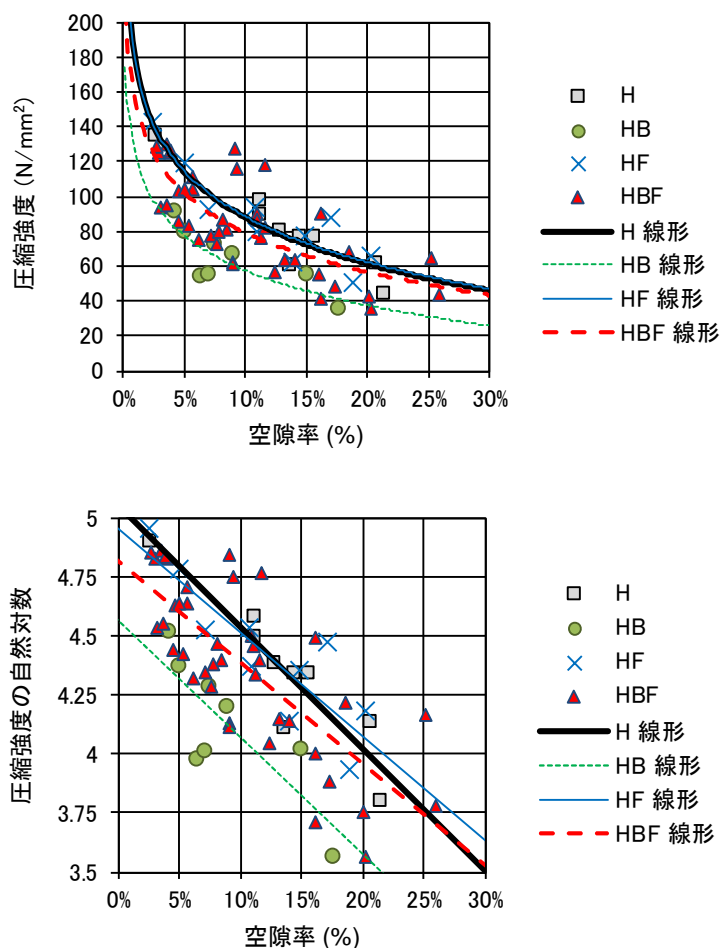 200
180
160
140
120
100
80
60
40
20
0
圧縮強度 (N/mm²)
0% 5% 10% 15% 20% 25% 30%
空隙率 (%)
H
HB
HF
HBF
H 線形
HB 線形
HF 線形
HBF 線形
5
4.75
4.5
4.25
4
3.75
3.5
圧縮強度の自然対数
0% 5% 10% 15% 20% 25% 30%
空隙率 (%)
H
HB
HF
HBF
H 線形
HB 線形
HF 線形
HBF 線形